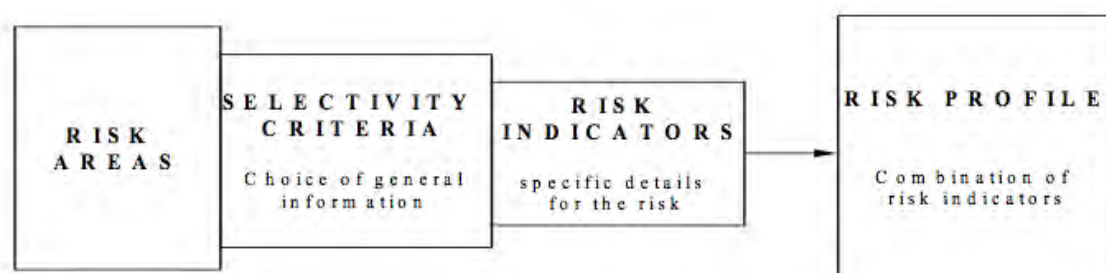 RISK
AREAS
SELECTIVITY
CRITERIA
Choice of general
information
RISK
INDICATORS
specific details
for the risk
RISK PROFILE
Combination of
risk indicators